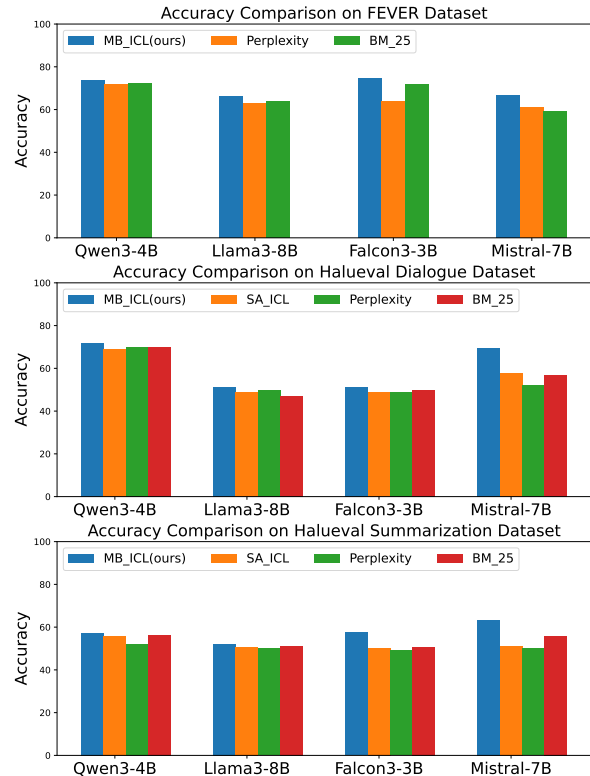 Accuracy Comparison on FEVER Dataset
100
MB_ICL(ours) Perplexity BM_25
80
60
Accuracy
40
20
0
Qwen3-4B Llama3-8B Falcon3-3B Mistral-7B
Accuracy Comparison on Halueval Dialogue Dataset
100
MB_ICL(ours) SA_ICL Perplexity BM_25
80
60
Accuracy
40
20
0
Qwen3-4B Llama3-8B Falcon3-3B Mistral-7B
Accuracy Comparison on Halueval Summarization Dataset
100
MB_ICL(ours) SA_ICL Perplexity BM_25
80
60
Accuracy
40
20
0
Qwen3-4B Llama3-8B Falcon3-3B Mistral-7B